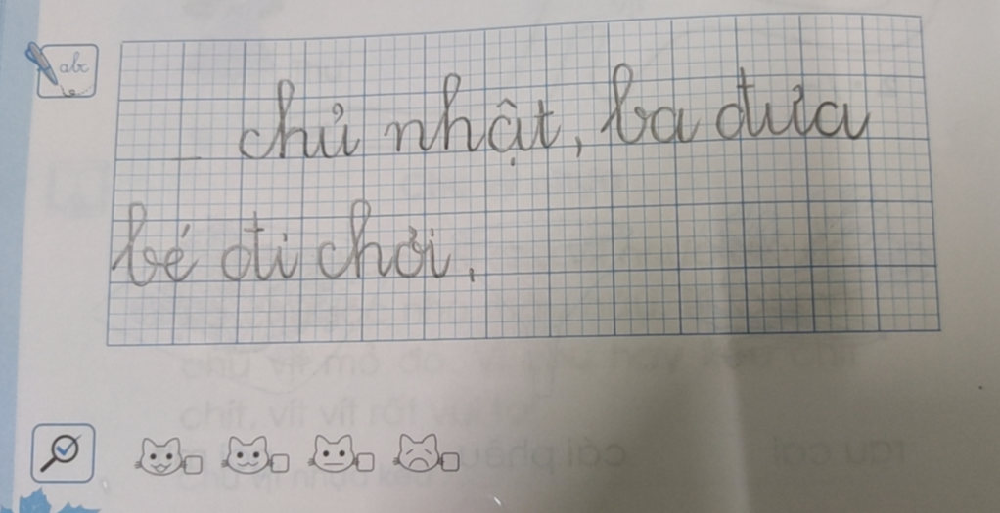 abc
_ chủ nhật, ba đưa
bé đi chơi.